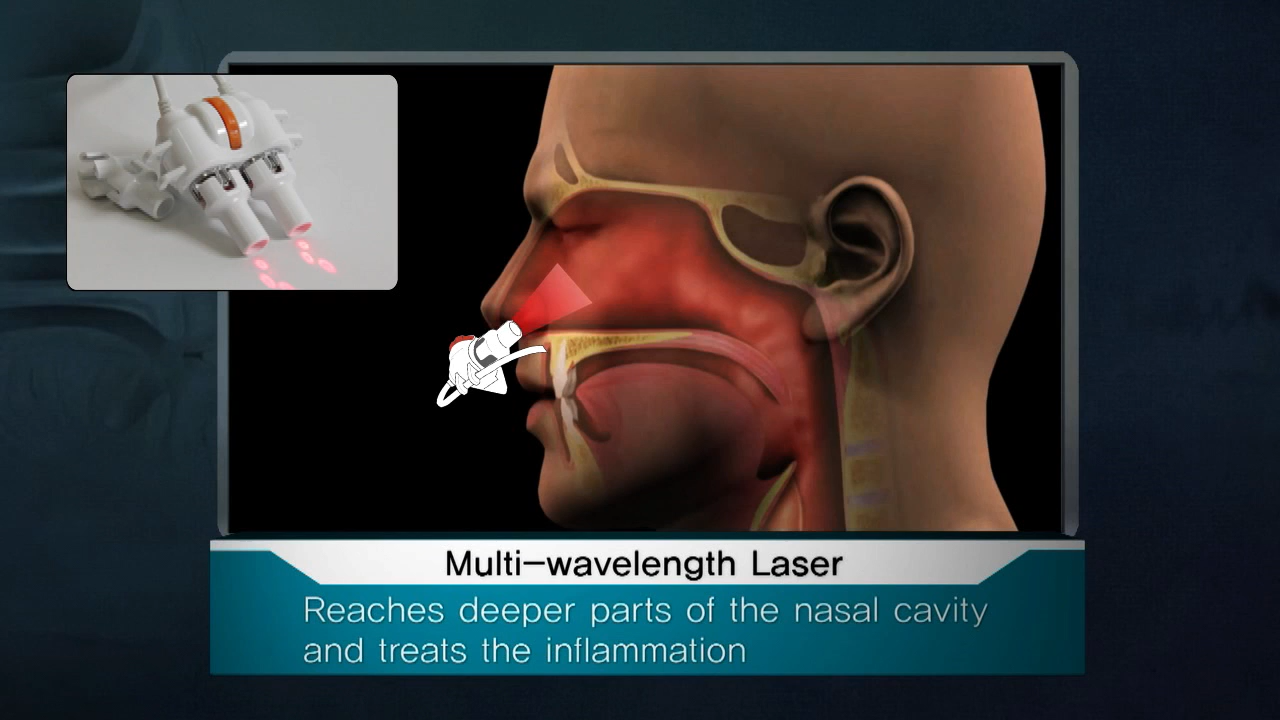 Multi-wavelength Laser
Reaches deeper parts of the nasal cavity
and treats the inflammation